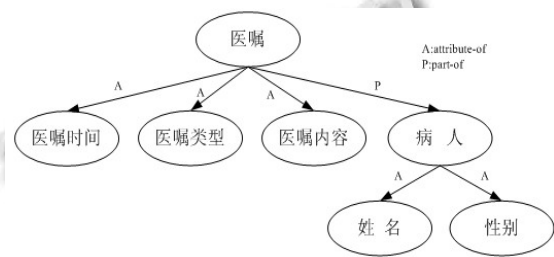 医嘱
A:attribute-of
P:part-of
A
A
A
P
医嘱时间
医嘱类型
医嘱内容
病 人
A
A
姓 名
性别